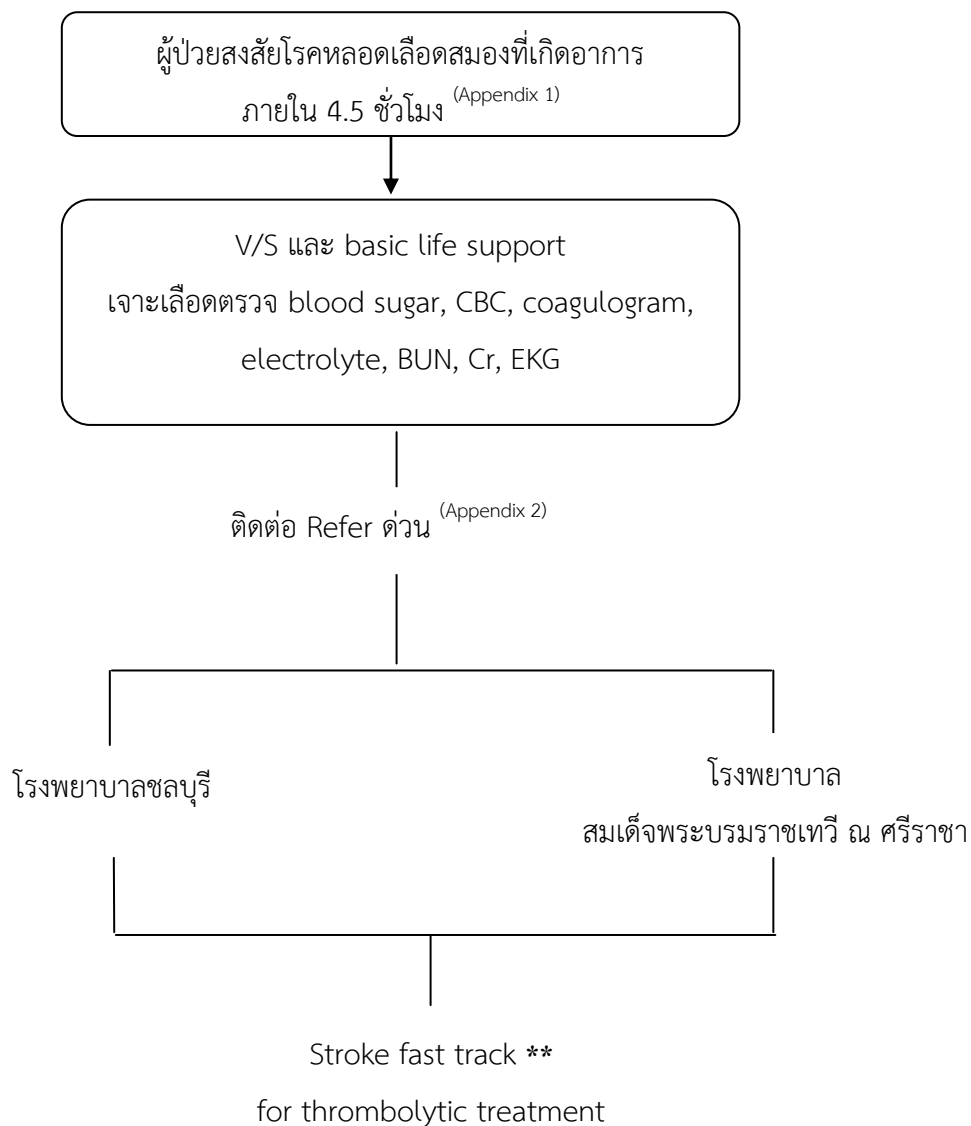 ผู้ป่วยสงสัยโรคหลอดเลือดสมองที่เกิดอาการ
ภายใน 4.5 ชั่วโมง (Appendix 1)
V/S และ basic life support
เจาะเลือดตรวจ blood sugar, CBC, coagulogram,
electrolyte, BUN, Cr, EKG
ติดต่อ Refer ด่วน (Appendix 2)
โรงพยาบาลชลบุรี
โรงพยาบาล
สมเด็จพระบรมราชเทวี ณ ศรีราชา
Stroke fast track **
for thrombolytic treatment